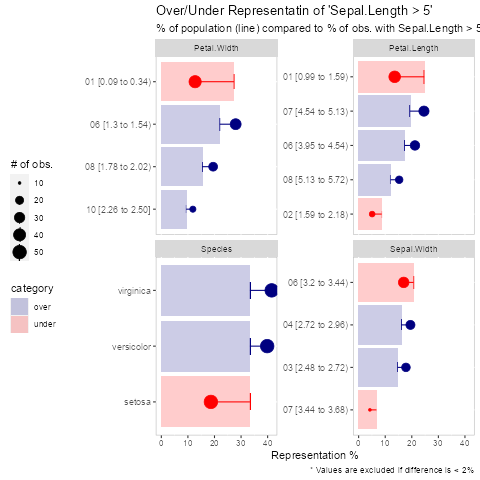 Over/Under Representatin of 'Sepal.Length > 5'
% of population (line) compared to % of obs. with Sepal.Length > 5
Petal.Width
01 [0.09 to 0.34)
06 [1.3 to 1.54)
08 [1.78 to 2.02)
10 [2.26 to 2.50]
Petal.Length
01 [0.99 to 1.59)
07 [4.54 to 5.13)
06 [3.95 to 4.54)
08 [5.13 to 5.72)
02 [1.59 to 2.18)
# of obs.
10
20
30
40
50
category
over
under
Species
virginica
versicolor
setosa
0 10 20 30 40
Sepal.Width
06 [3.2 to 3.44)
04 [2.72 to 2.96)
03 [2.48 to 2.72)
07 [3.44 to 3.68)
0 10 20 30 40
Representation %
* Values are excluded if difference is < 2%